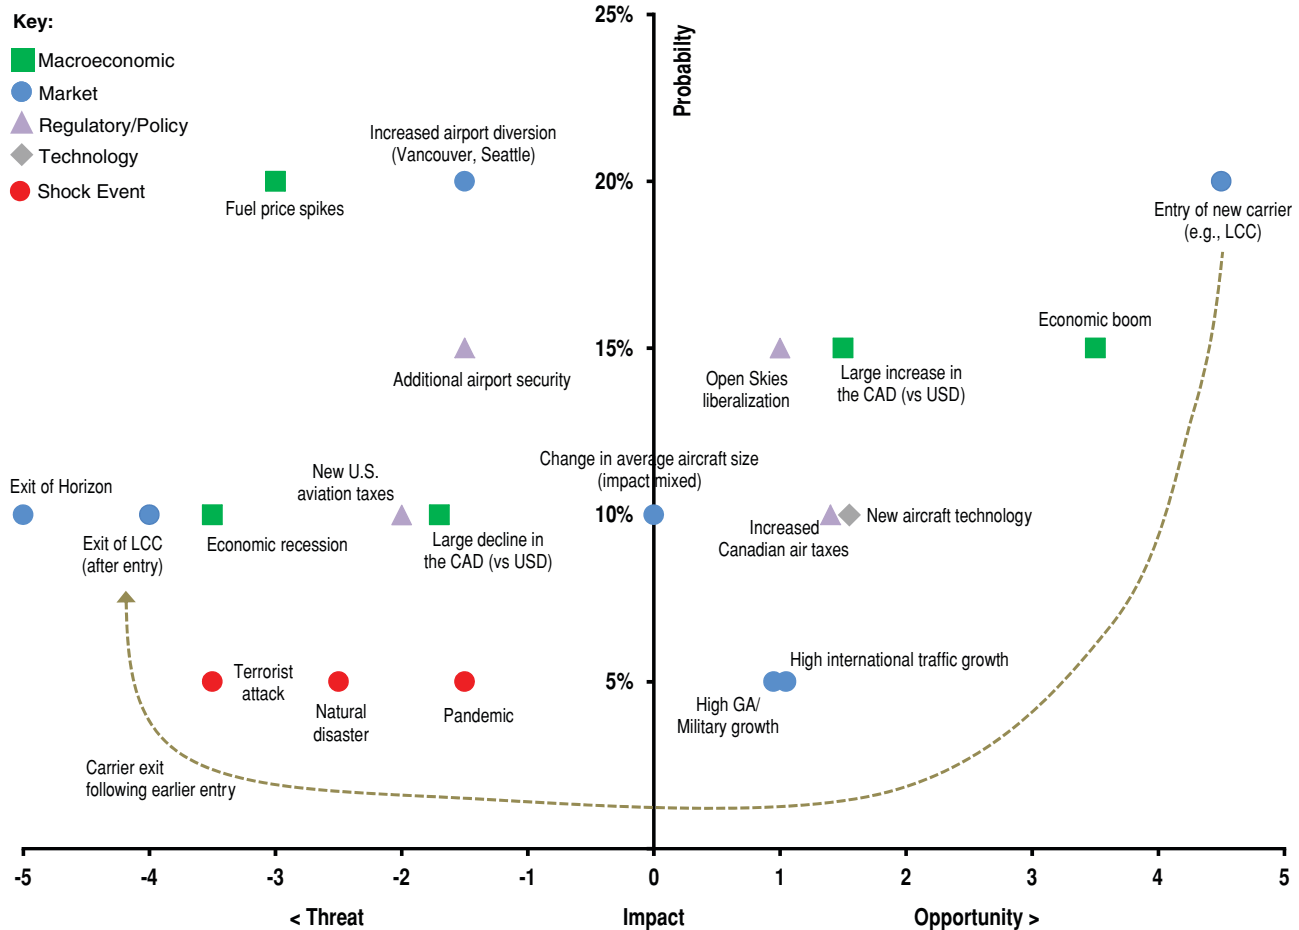 Key:
Macroeconomic
Market
Regulatory/Policy
Technology
Shock Event
25%
Probabilty
20%
15%
10%
5%
Increased airport diversion
(Vancouver, Seattle)
Fuel price spikes
Entry of new carrier
(e.g., LCC)
Economic boom
Additional airport security
Open Skies
liberalization
Large increase in
the CAD (vs USD)
Change in average aircraft size
(impact mixed)
Exit of Horizon
New U.S.
aviation taxes
Exit of LCC
(after entry)
Economic recession
Large decline in
the CAD (vs USD)
Increased
Canadian air taxes
New aircraft technology
Terrorist
attack
Natural
disaster
Pandemic
High international traffic growth
High GA/
Military growth
Carrier exit
following earlier entry
-5 -4 -3 -2 -1 0 1 2 3 4 5
< Threat Impact Opportunity >